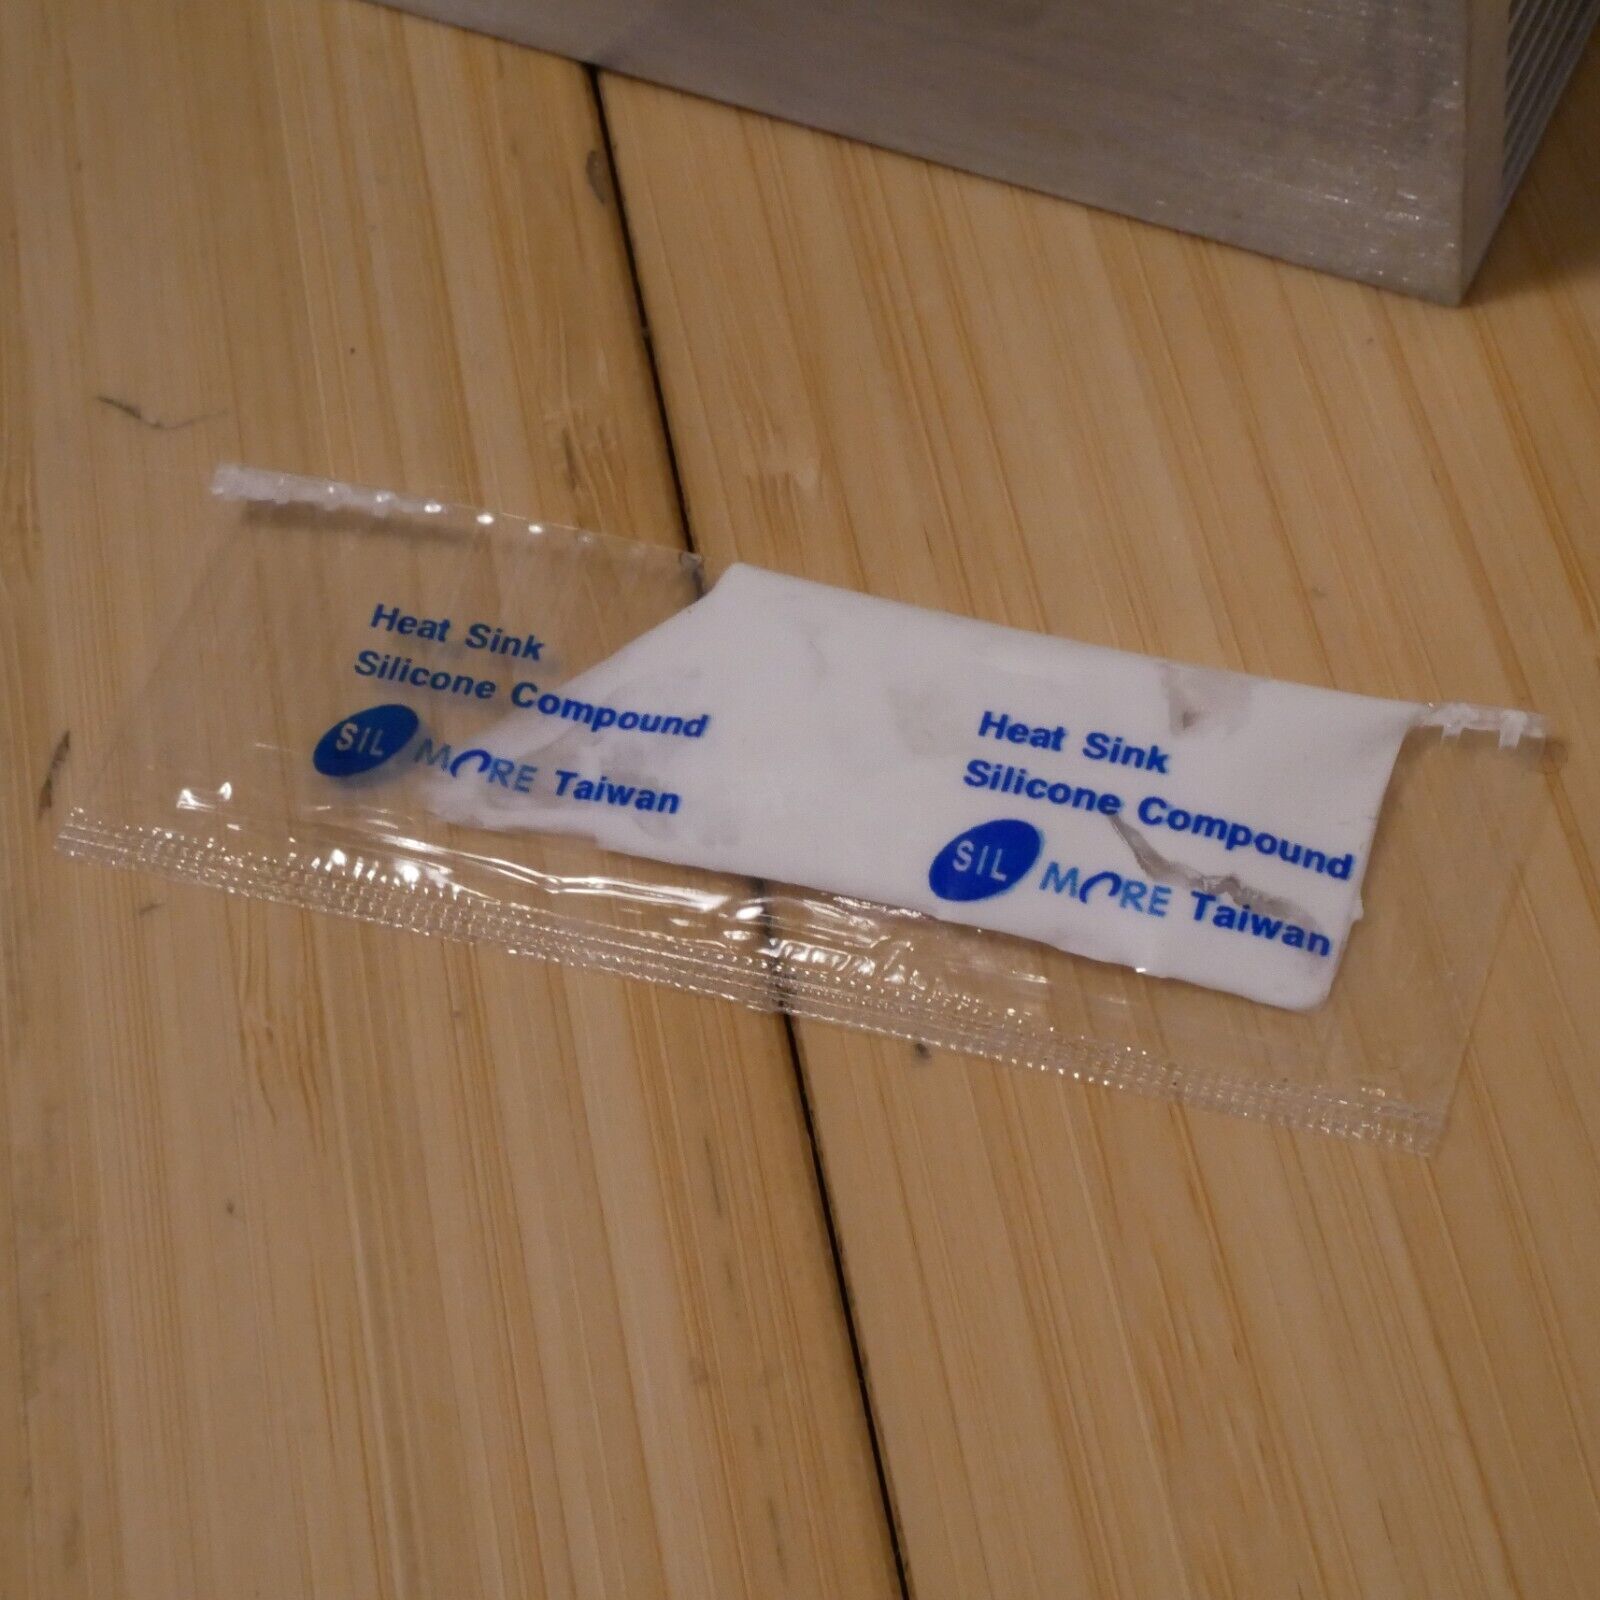 Heat Sink
Silicone Compound
SIL MORE Taiwan
Heat Sink
Silicone Compound
SIL MORE Taiwan